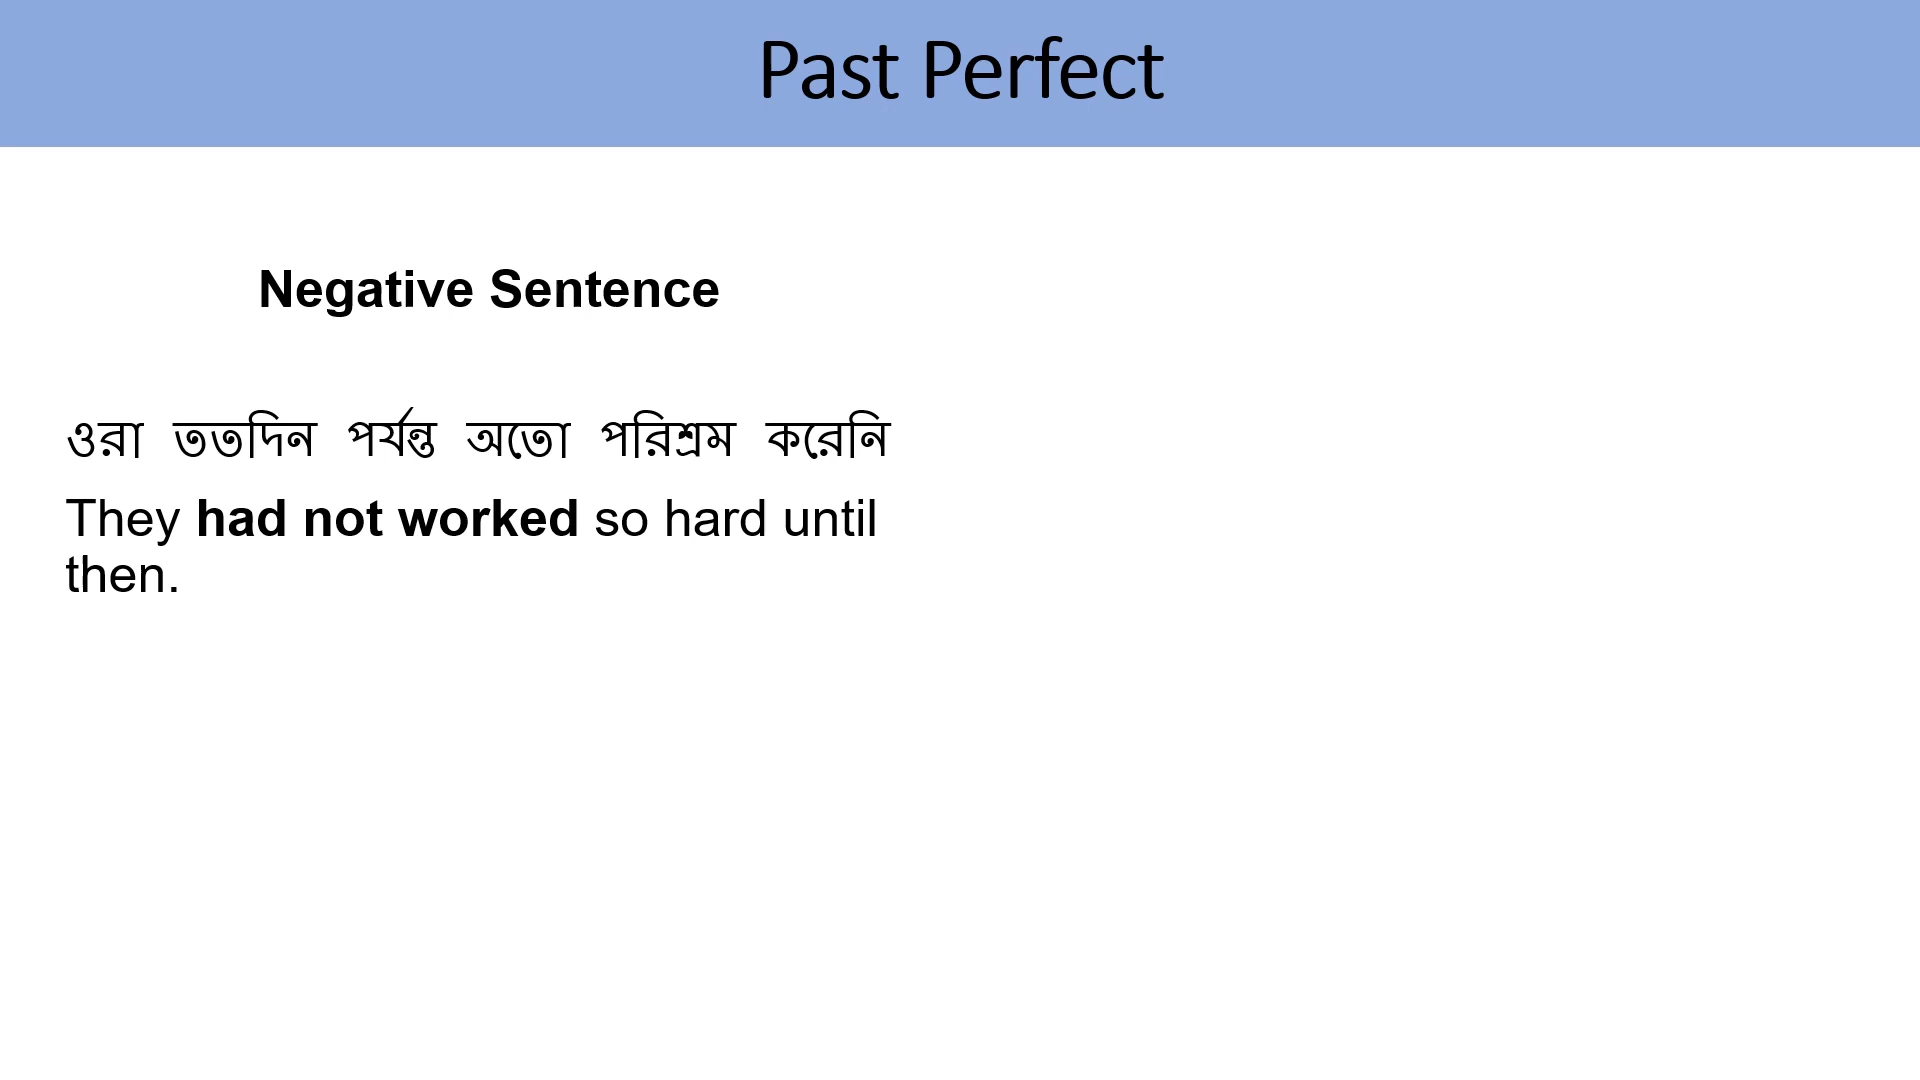 Past Perfect
Negative Sentence
ওরা ততদিন পর্যন্ত অতো পরিশ্রম করেনি
They had not worked so hard until
then.